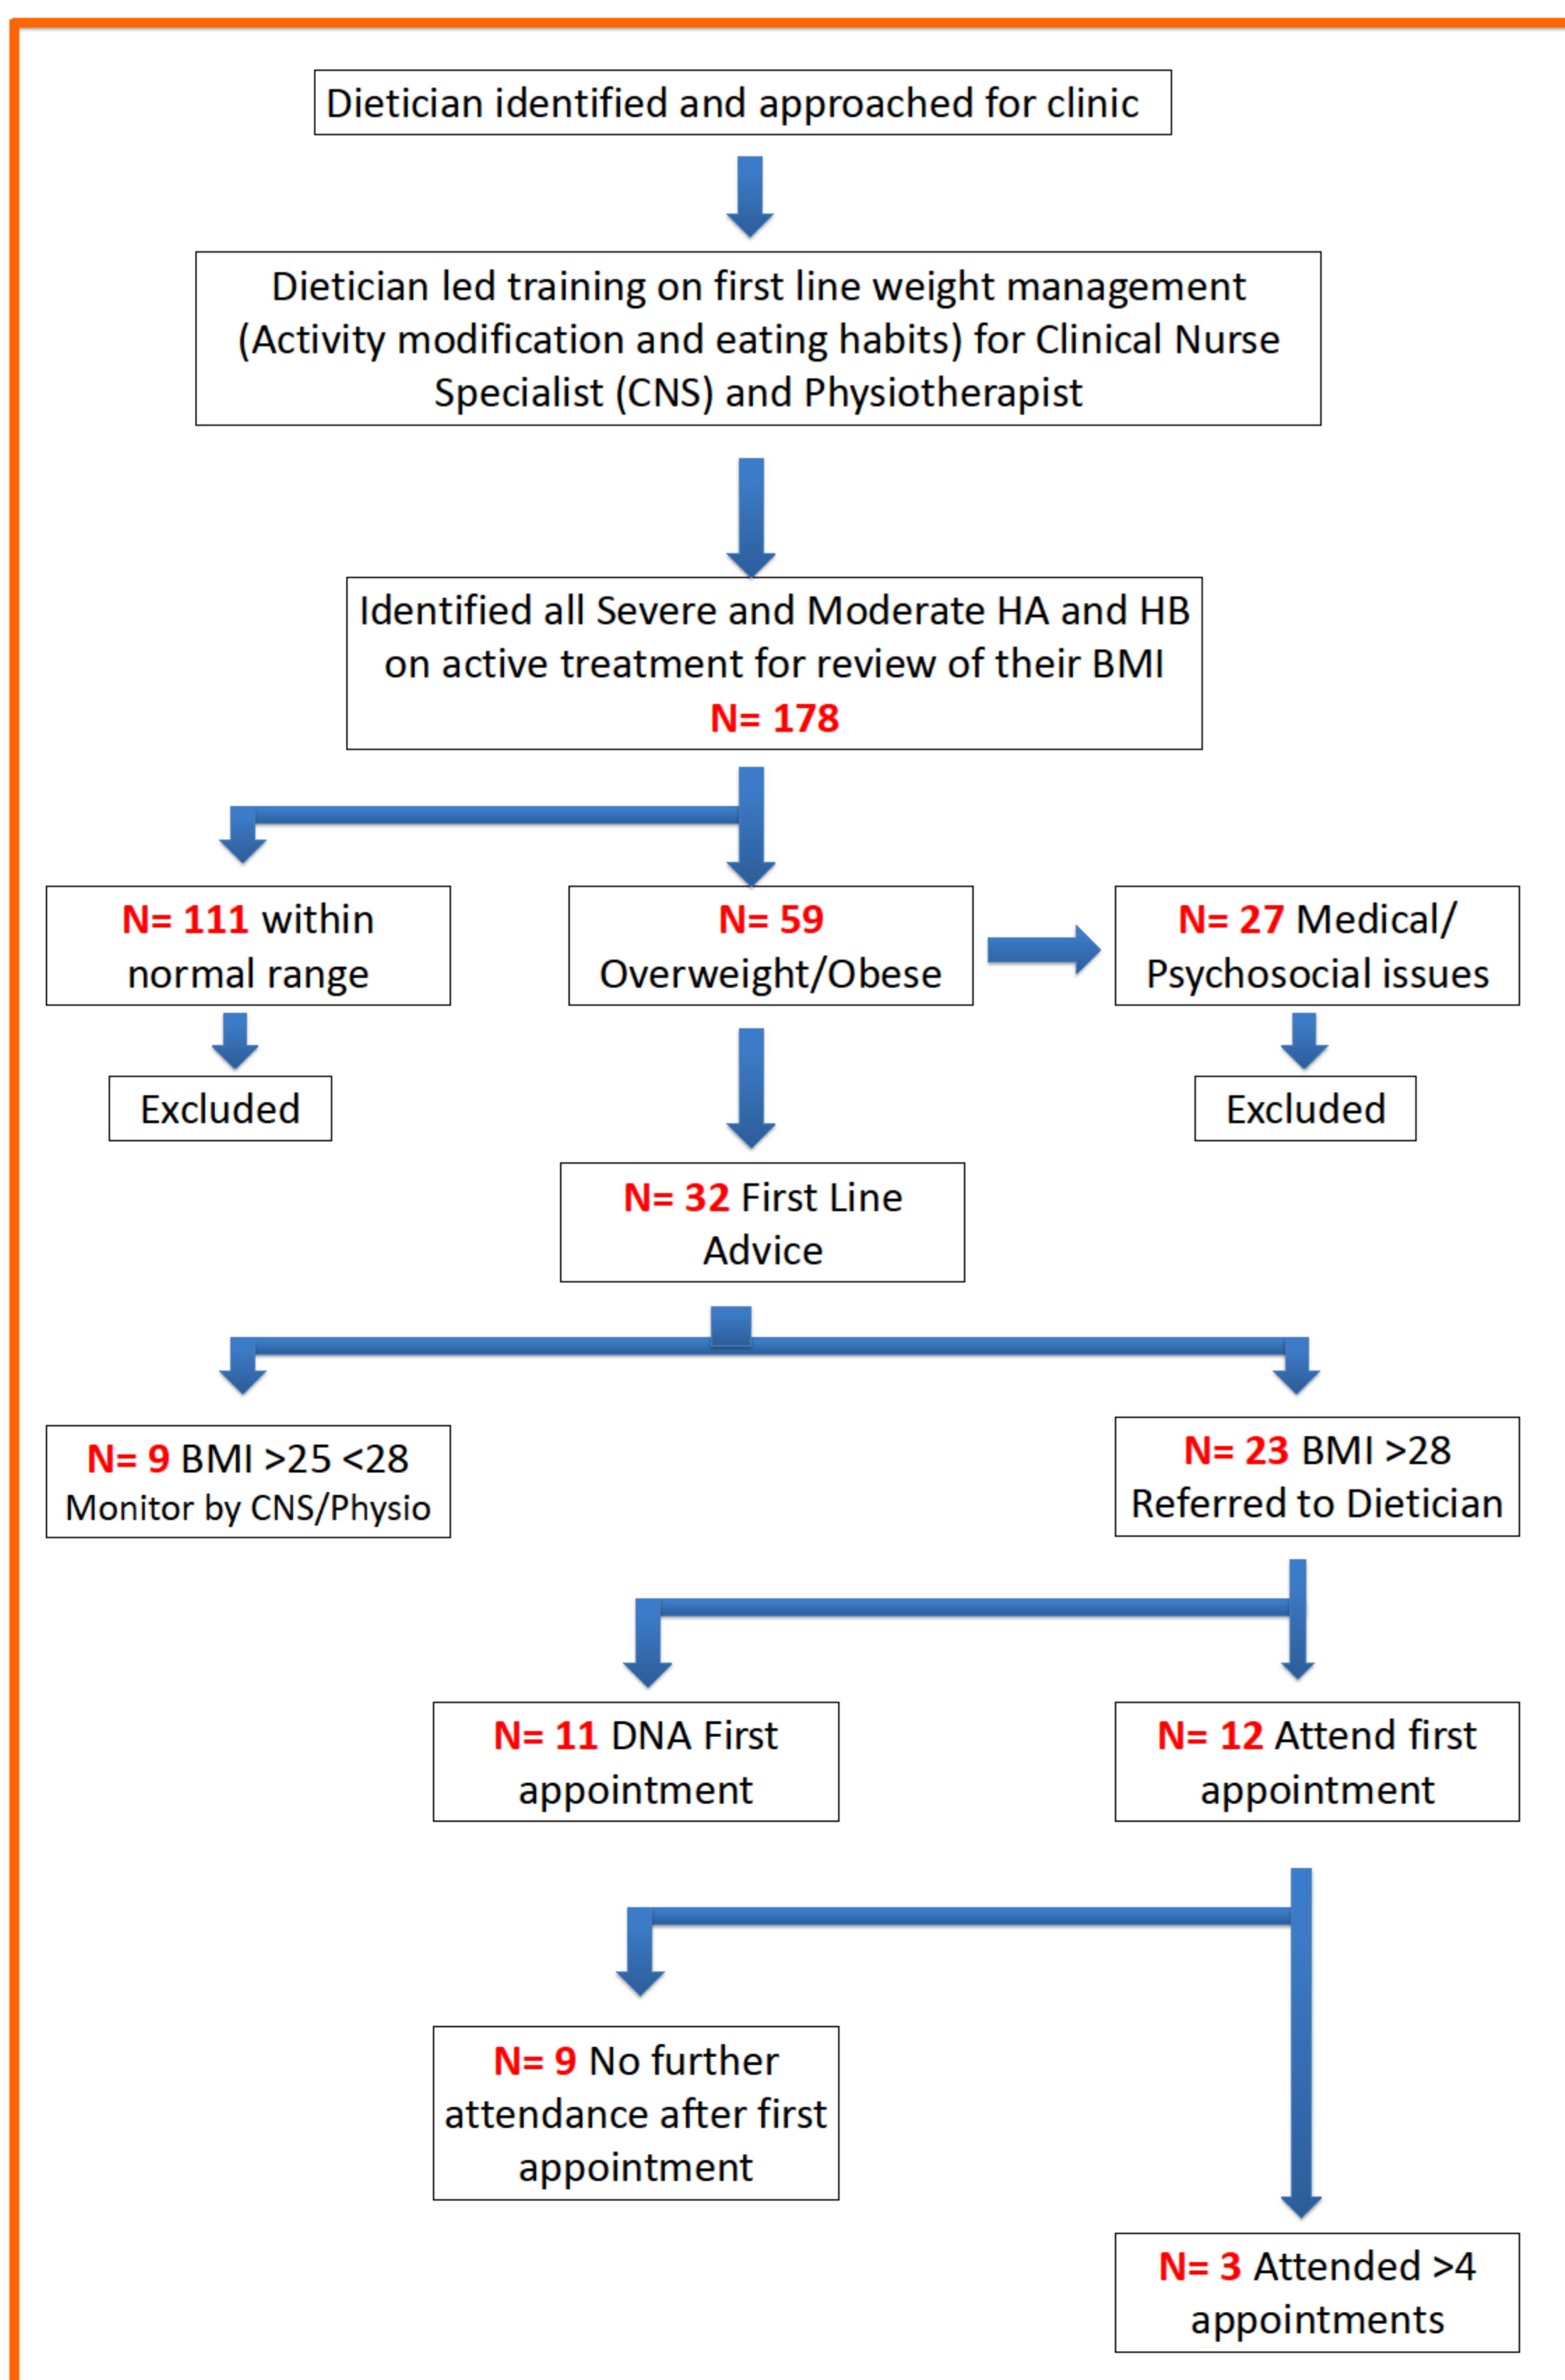 Dietician identified and approached for clinic
Dietician led training on first line weight management
(Activity modification and eating habits) for Clinical Nurse
Specialist (CNS) and Physiotherapist
Identified all Severe and Moderate HA and HB
on active treatment for review of their BMI
N= 178
N= 111 within
normal range
N= 59
Overweight/Obese
N= 27 Medical/
Psychosocial issues
Excluded
Excluded
N= 32 First Line
Advice
N= 9 BMI >25 <28
Monitor by CNS/Physio
N= 23 BMI >28
Referred to Dietician
N= 11 DNA First
appointment
N= 12 Attend first
appointment
N= 9 No further
attendance after first
appointment
N= 3 Attended >4
appointments